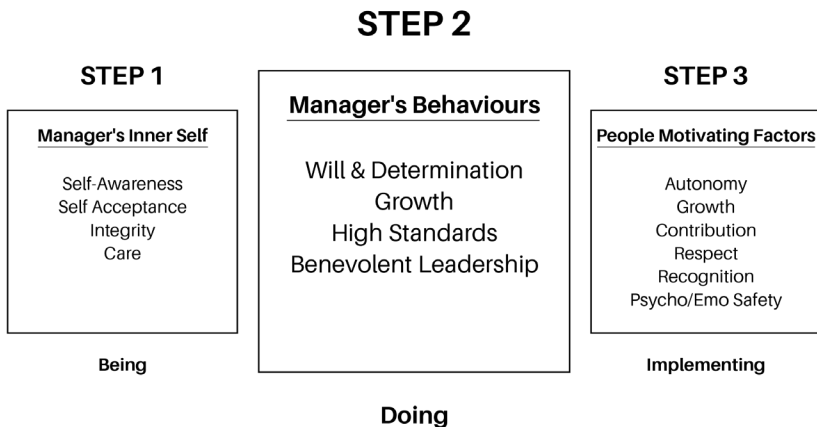 STEP 2
STEP 1
STEP 3
Manager's Behaviours
Manager's Inner Self
People Motivating Factors
Will & Determination
Growth
High Standards
Benevolent Leadership
Self-Awareness
Self Acceptance
Integrity
Care
Autonomy
Growth
Contribution
Respect
Recognition
Psycho/Emo Safety
Being
Implementing
Doing